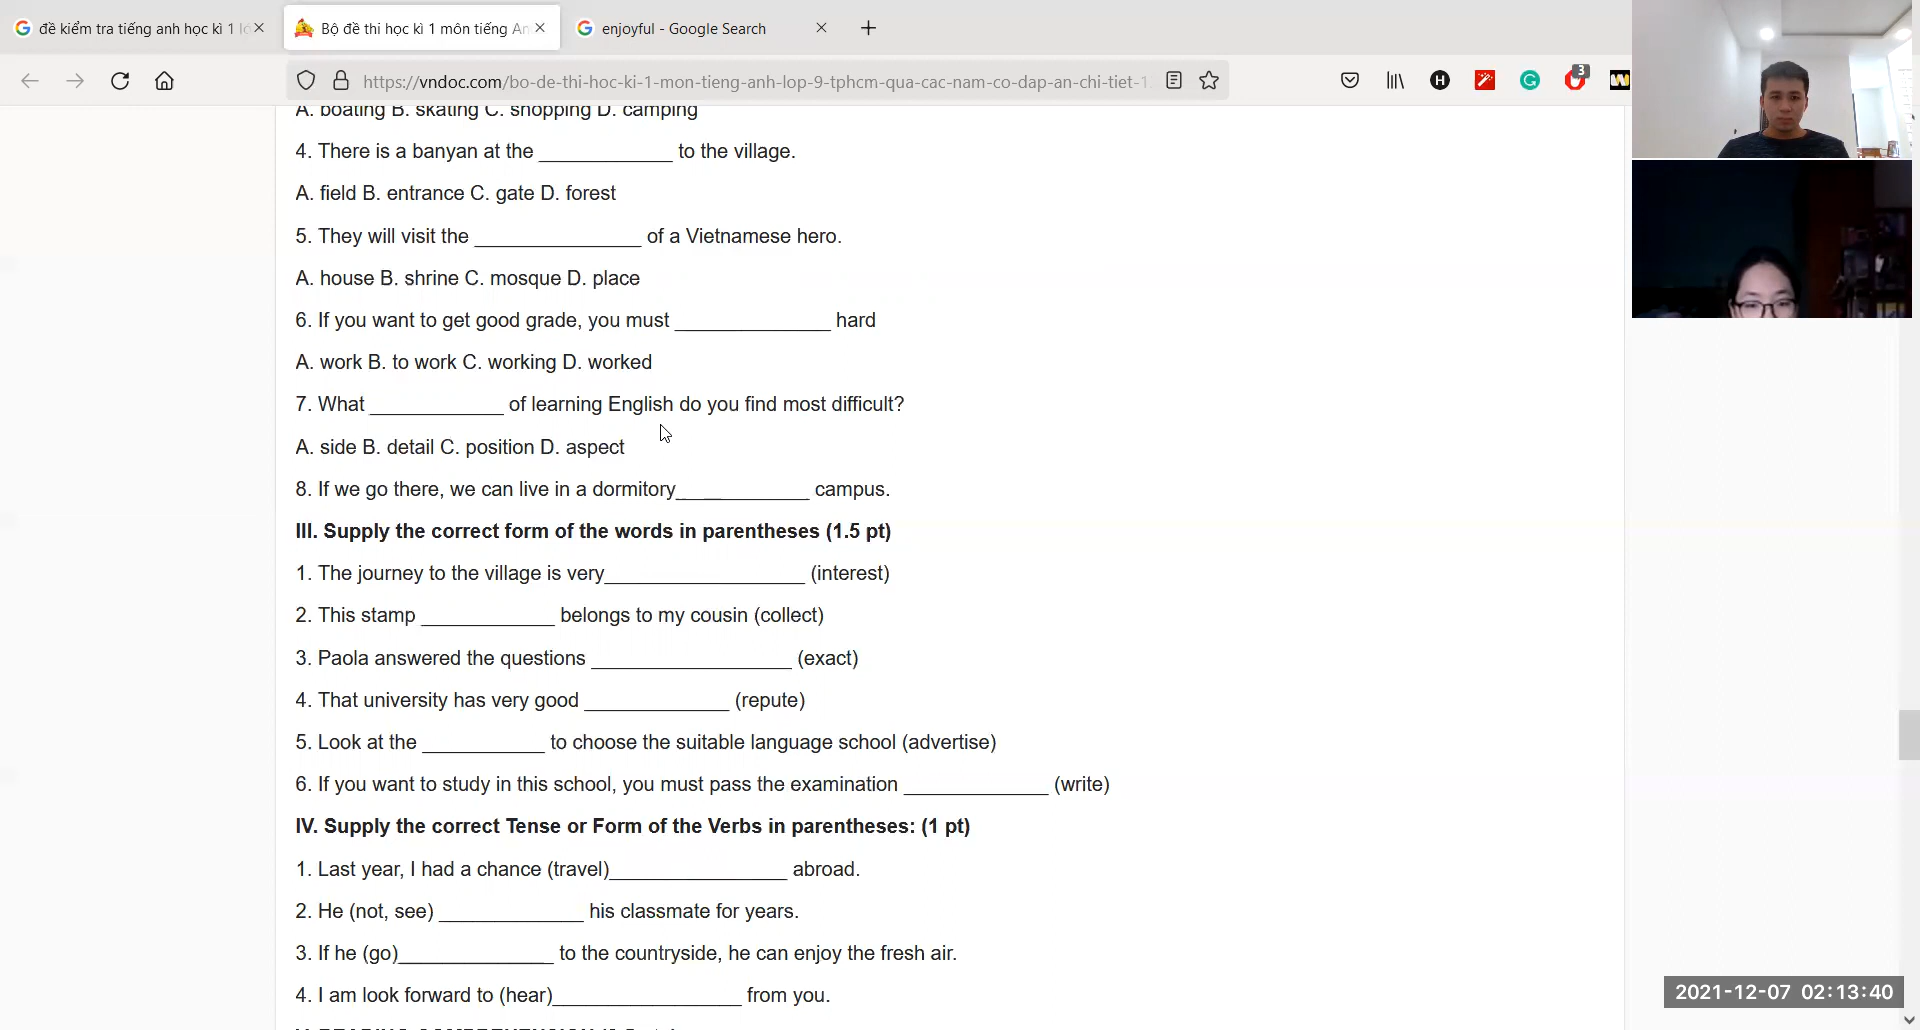 đề kiểm tra tiếng anh học kì 1 lớ
Bộ đề thi học kì 1 môn tiếng An
enjoyful - Google Search
https://vndoc.com/bo-de-thi-hoc-ki-1-mon-tieng-anh-lop-9-tphcm-qua-cac-nam-co-dap-an-chi-tiet-1
3
A. boating B. skating C. shopping D. camping
4. There is a banyan at the ____________ to the village.
A. field B. entrance C. gate D. forest
5. They will visit the _______________ of a Vietnamese hero.
A. house B. shrine C. mosque D. place
6. If you want to get good grade, you must ______________ hard
A. work B. to work C. working D. worked
7. What ____________ of learning English do you find most difficult?
A. side B. detail C. position D. aspect
8. If we go there, we can live in a dormitory____________ campus.
III. Supply the correct form of the words in parentheses (1.5 pt)
1. The journey to the village is very__________________ (interest)
2. This stamp ____________ belongs to my cousin (collect)
3. Paola answered the questions __________________ (exact)
4. That university has very good _____________ (repute)
5. Look at the ___________ to choose the suitable language school (advertise)
6. If you want to study in this school, you must pass the examination _____________ (write)
IV. Supply the correct Tense or Form of the Verbs in parentheses: (1 pt)
1. Last year, I had a chance (travel)________________ abroad.
2. He (not, see) _____________ his classmate for years.
3. If he (go)______________ to the countryside, he can enjoy the fresh air.
4. I am look forward to (hear)_________________ from you.
2021-12-07 02:13:40